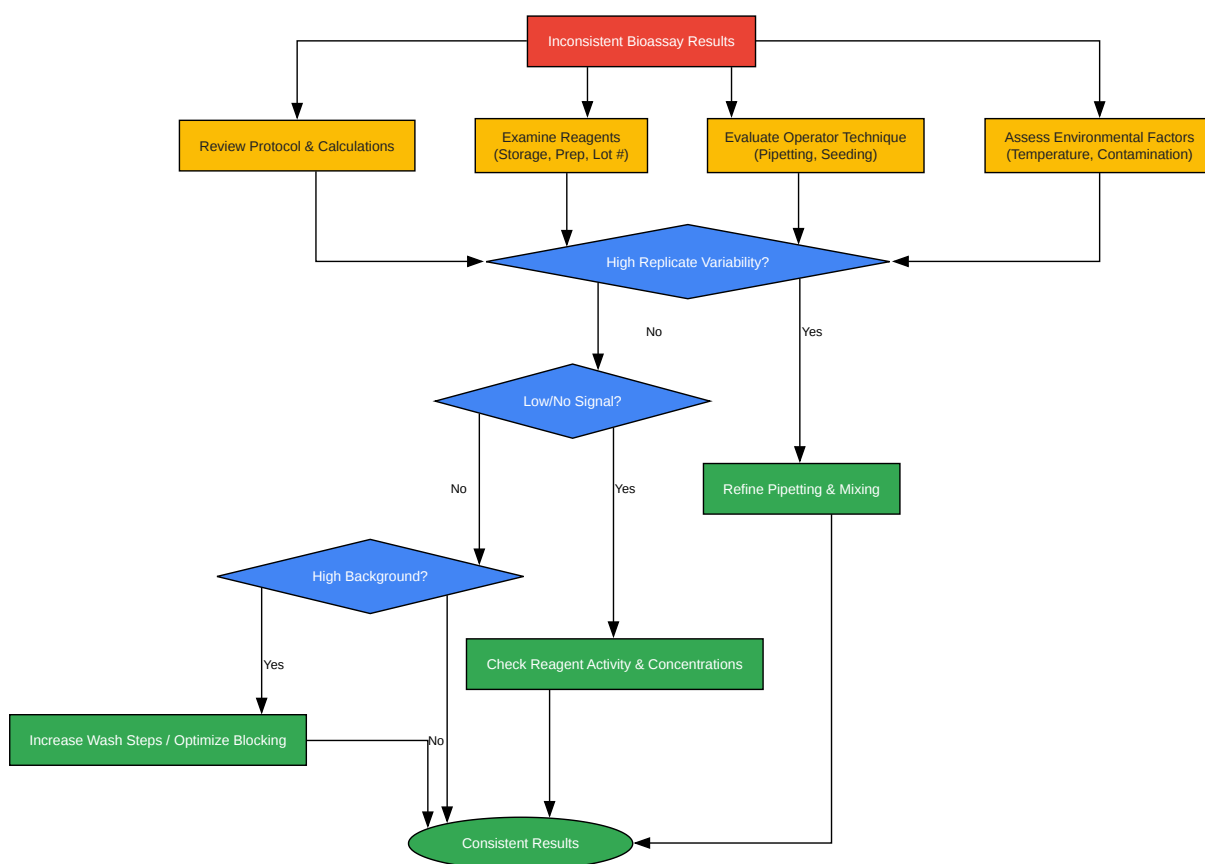 Inconsistent Bioassay Results
Review Protocol & Calculations
Examine Reagents
(Storage, Prep, Lot #)
Evaluate Operator Technique
(Pipetting, Seeding)
Assess Environmental Factors
(Temperature, Contamination)
High Replicate Variability?
No
Yes
Low/No Signal?
No
Yes
Refine Pipetting & Mixing
High Background?
Yes
Check Reagent Activity & Concentrations
Increase Wash Steps / Optimize Blocking
No
Consistent Results